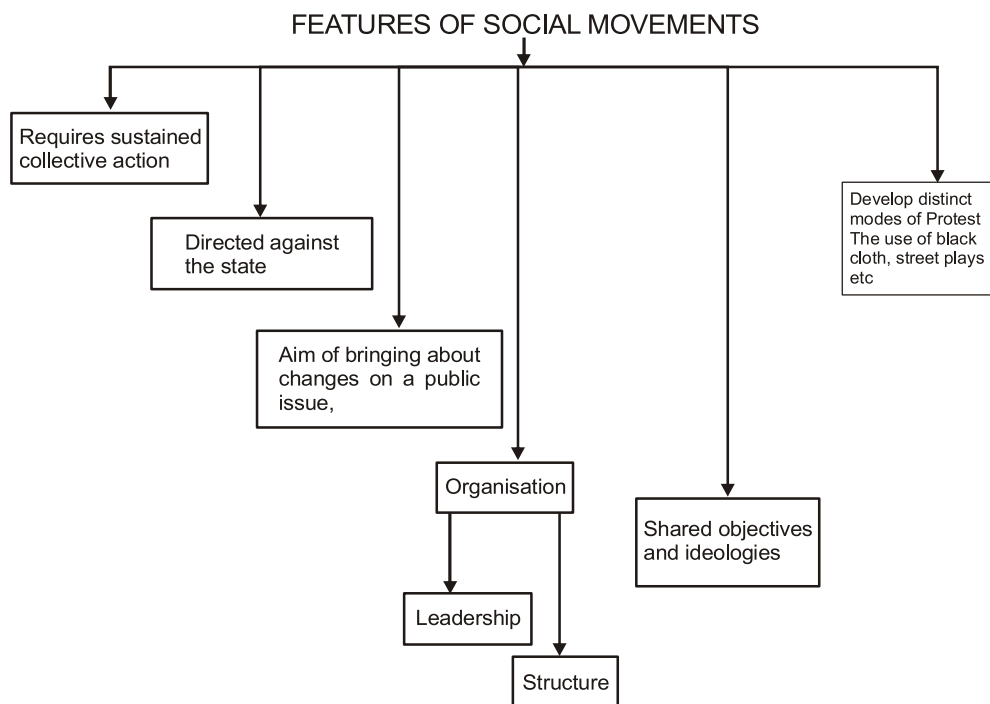 FEATURES OF SOCIAL MOVEMENTS
Requires sustained
collective action
Directed against
the state
Aim of bringing about
changes on a public
issue,
Organisation
Leadership
Structure
Shared objectives
and ideologies
Develop distinct
modes of Protest
The use of black
cloth, street plays
etc